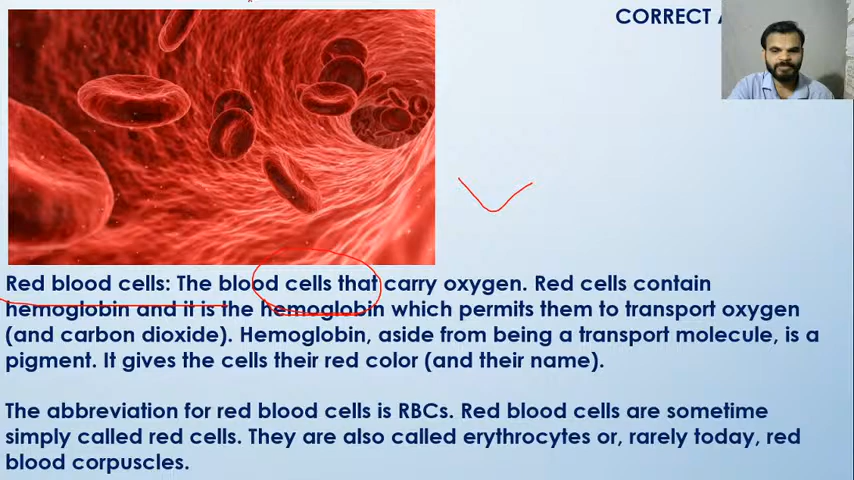 CORRECT
Red blood cells: The blood cells that carry oxygen. Red cells contain
hemoglobin and it is the hemoglobin which permits them to transport oxygen
(and carbon dioxide). Hemoglobin, aside from being a transport molecule, is a
pigment. It gives the cells their red color (and their name).
The abbreviation for red blood cells is RBCs. Red blood cells are sometime
simply called red cells. They are also called erythrocytes or, rarely today, red
blood corpuscles.